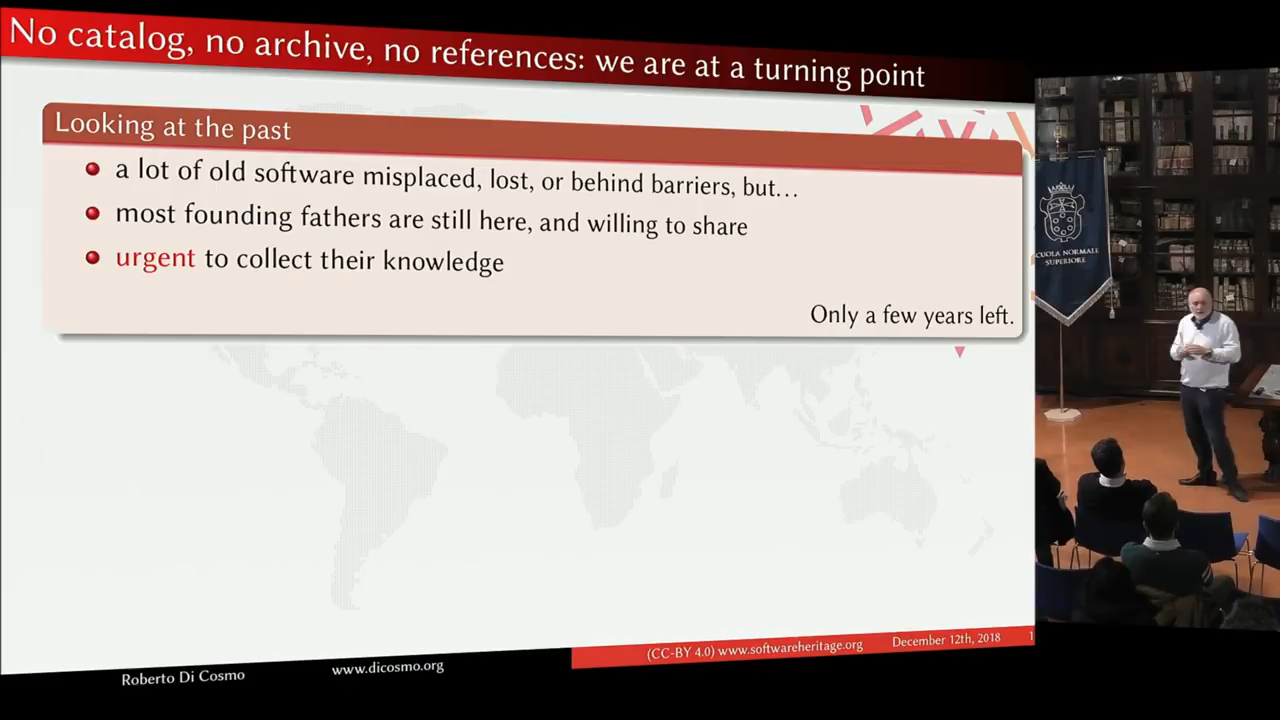 No catalog, no archive, no references: we are at a turning point
Looking at the past
a lot of old software misplaced, lost, or behind barriers, but...
most founding fathers are still here, and willing to share
urgent to collect their knowledge
Only a few years left.
CUOLA NORMALE
SUPERIORE
(CC-BY 4.0) www.softwareheritage.org December 12th, 2018 1
Roberto Di Cosmo www.dicosmo.org